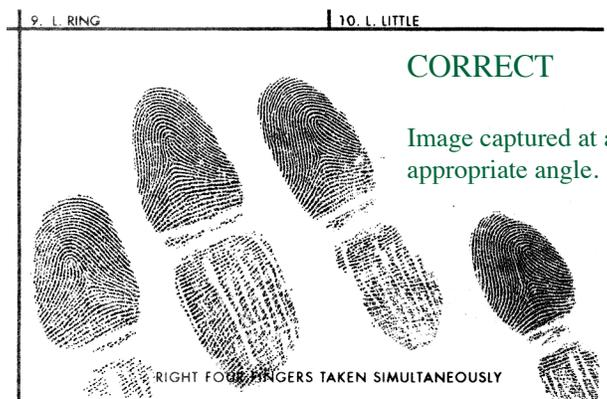 9. L. RING
10. L. LITTLE
CORRECT
Image captured at
appropriate angle.
RIGHT FOUR FINGERS TAKEN SIMULTANEOUSLY